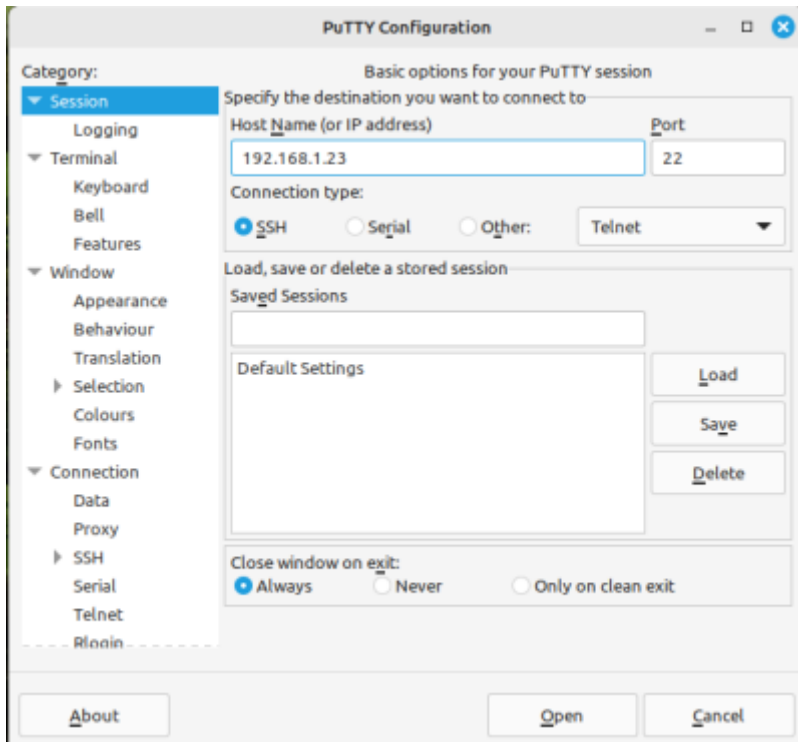 PuTTY Configuration
Category:
Session
Logging
Terminal
Keyboard
Bell
Features
Window
Appearance
Behaviour
Translation
Selection
Colours
Fonts
Connection
Data
Proxy
SSH
Serial
Telnet
Rlogin
Basic options for your PuTTY session
Specify the destination you want to connect to
Host Name (or IP address) Port
192.168.1.23 22
Connection type:
SSH Serial Other: Telnet
Load, save or delete a stored session
Saved Sessions
Default Settings
Load
Save
Delete
Close window on exit:
Always Never Only on clean exit
About Open Cancel